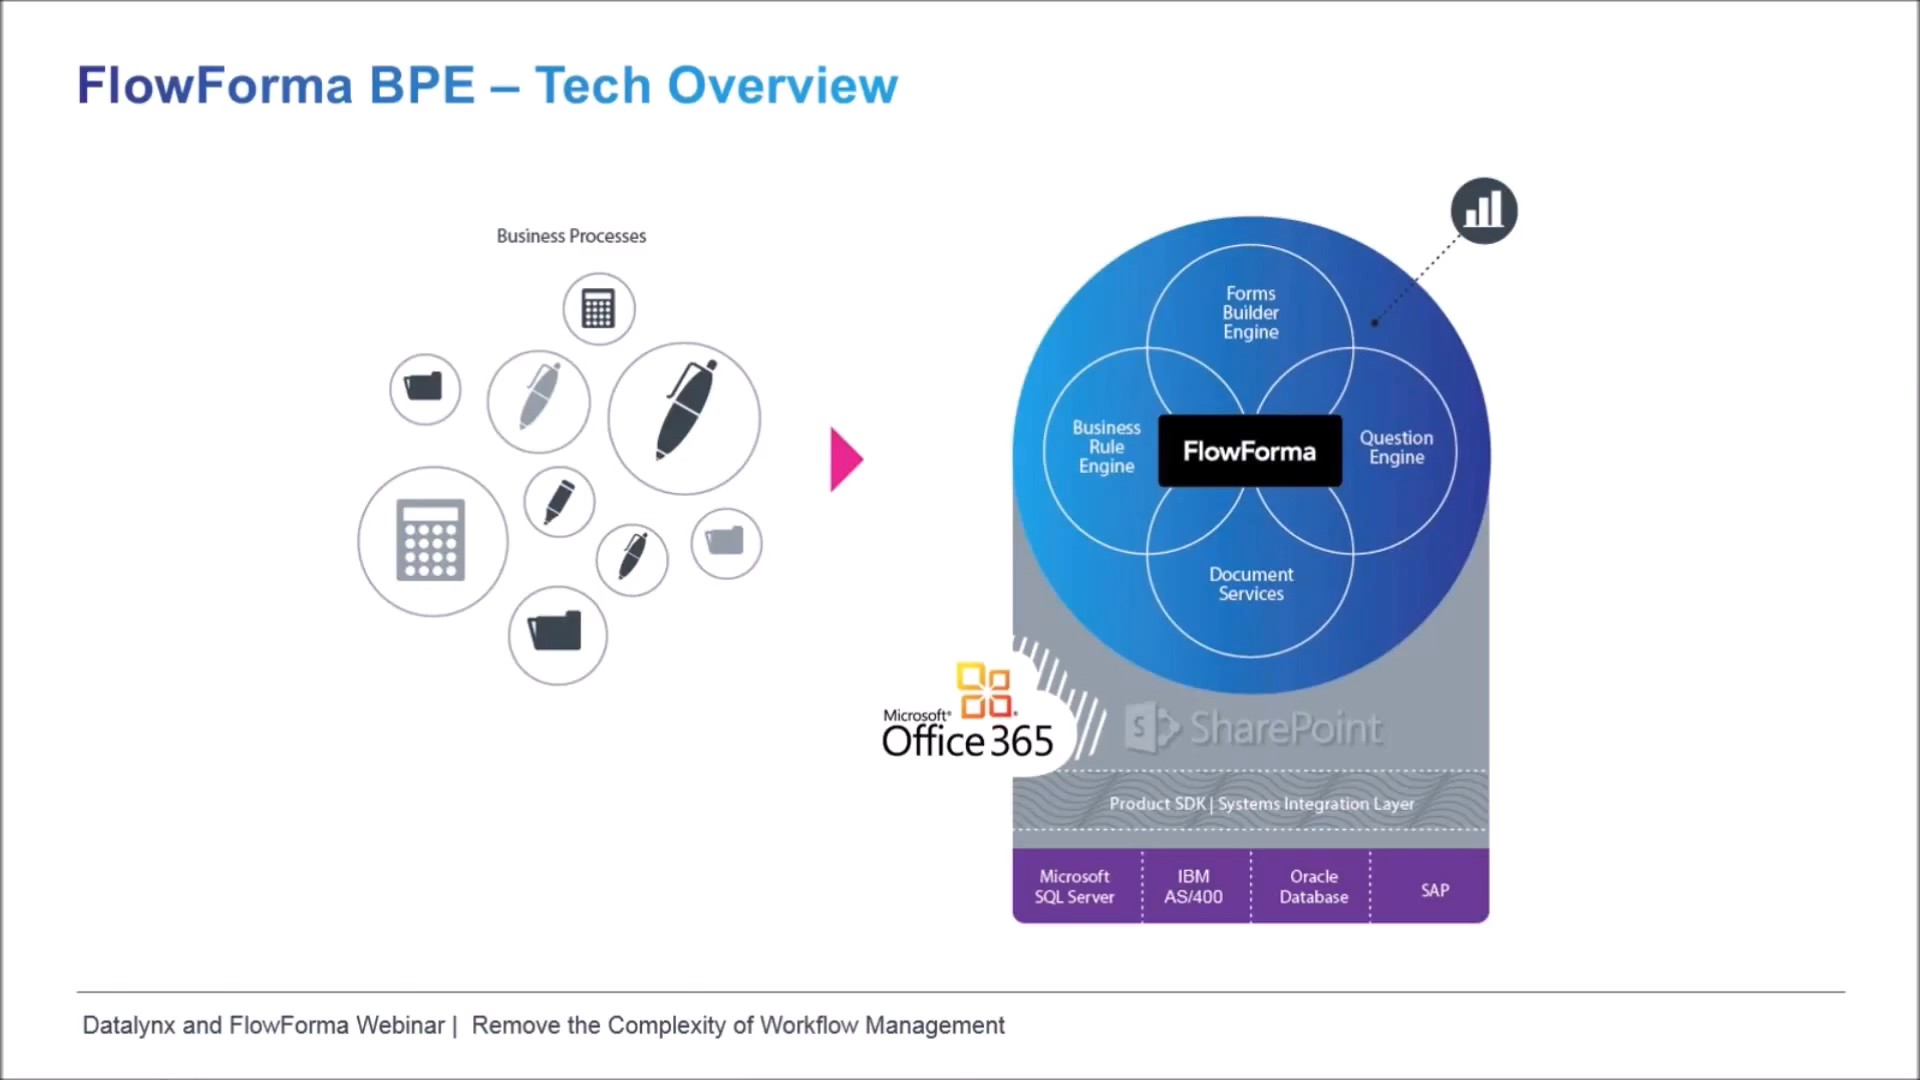 FlowForma BPE – Tech Overview
Business Processes
Forms
Builder
Engine
Business
Rule
Engine
FlowForma
Question
Engine
Document
Services
Microsoft®
Office 365
S
SharePoint
Product SDK | Systems Integration Layer
Microsoft
SQL Server
IBM
AS/400
Oracle
Database
SAP
Datalynx and FlowForma Webinar | Remove the Complexity of Workflow Management